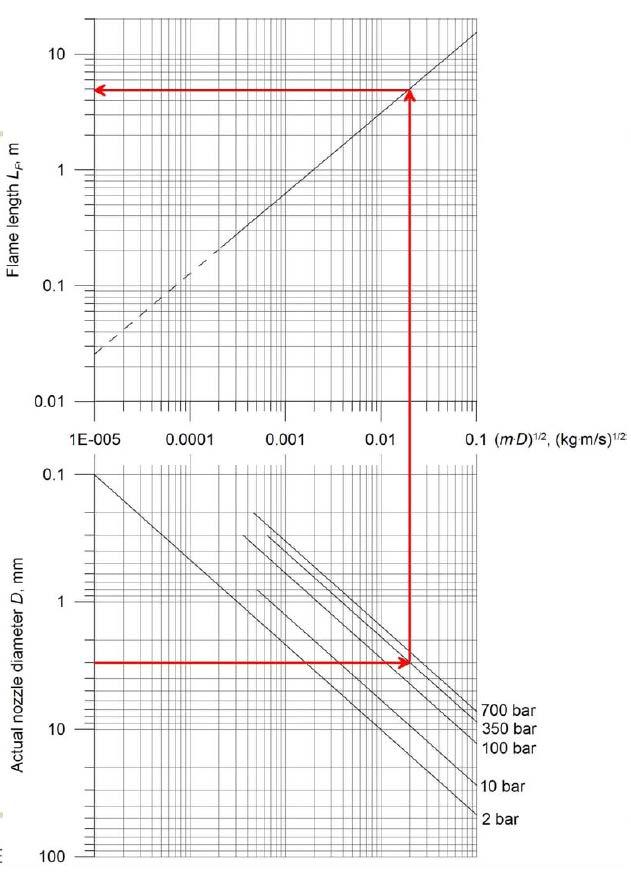 10
1
0.1
0.01
Flame length L_F, m
1E-005 0.0001 0.001 0.01 0.1 (m·D)^1/2, (kg·m/s)^1/2
0.1
1
10
100
Actual nozzle diameter D, mm
700 bar
350 bar
100 bar
10 bar
2 bar